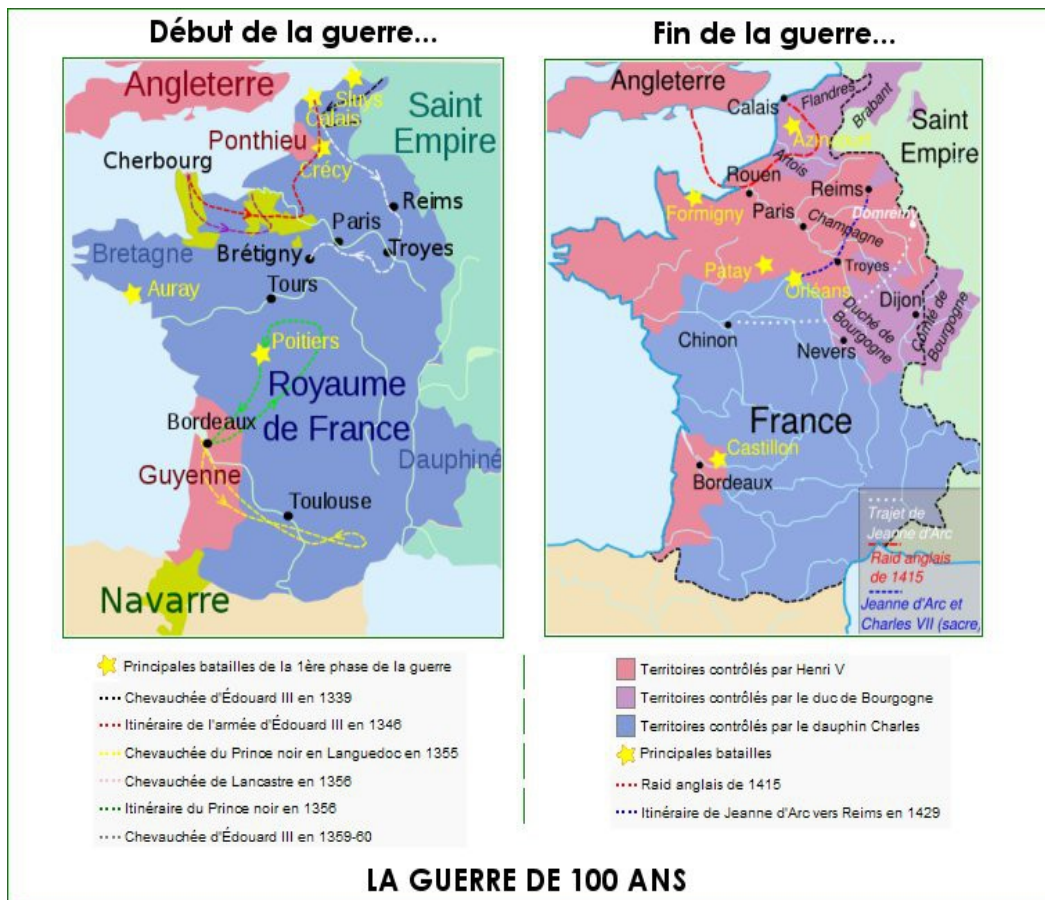 Début de la guerre...
Angleterre
Sluys
Calais
Saint
Empire
Ponthieu
Crécy
Cherbourg
Reims
Paris
Bretagne
Brétigny
Troyes
Auray
Tours
Poitiers
Royaume
de France
Bordeaux
Dauphiné
Guyenne
Toulouse
Navarre
Principales batailles de la 1ère phase de la guerre
Chevauchée d'Édouard III en 1339
Itinéraire de l'armée d'Édouard III en 1346
Chevauchée du Prince noir en Languedoc en 1355
Chevauchée de Lancastre en 1356
Itinéraire du Prince noir en 1356
Chevauchée d'Édouard III en 1359-60
Fin de la guerre...
Angleterre
Calais
Flandres
Brabant
Azincourt
Saint
Empire
Artois
Rouen
Reims
Formigny
Paris
Champagne
Domrémy
Patay
Troyes
Orléans
Dijon
Chinon
Duché de
Bourgogne
Comté de
Bourgogne
Nevers
France
Castillon
Bordeaux
Trajet de
Jeanne d'Arc
Raid anglais
de 1415
Jeanne d'Arc et
Charles VII (sacre,
Territoires contrôlés par Henri V
Territoires contrôlés par le duc de Bourgogne
Territoires contrôlés par le dauphin Charles
Principales batailles
Raid anglais de 1415
Itinéraire de Jeanne d'Arc vers Reims en 1429
LA GUERRE DE 100 ANS